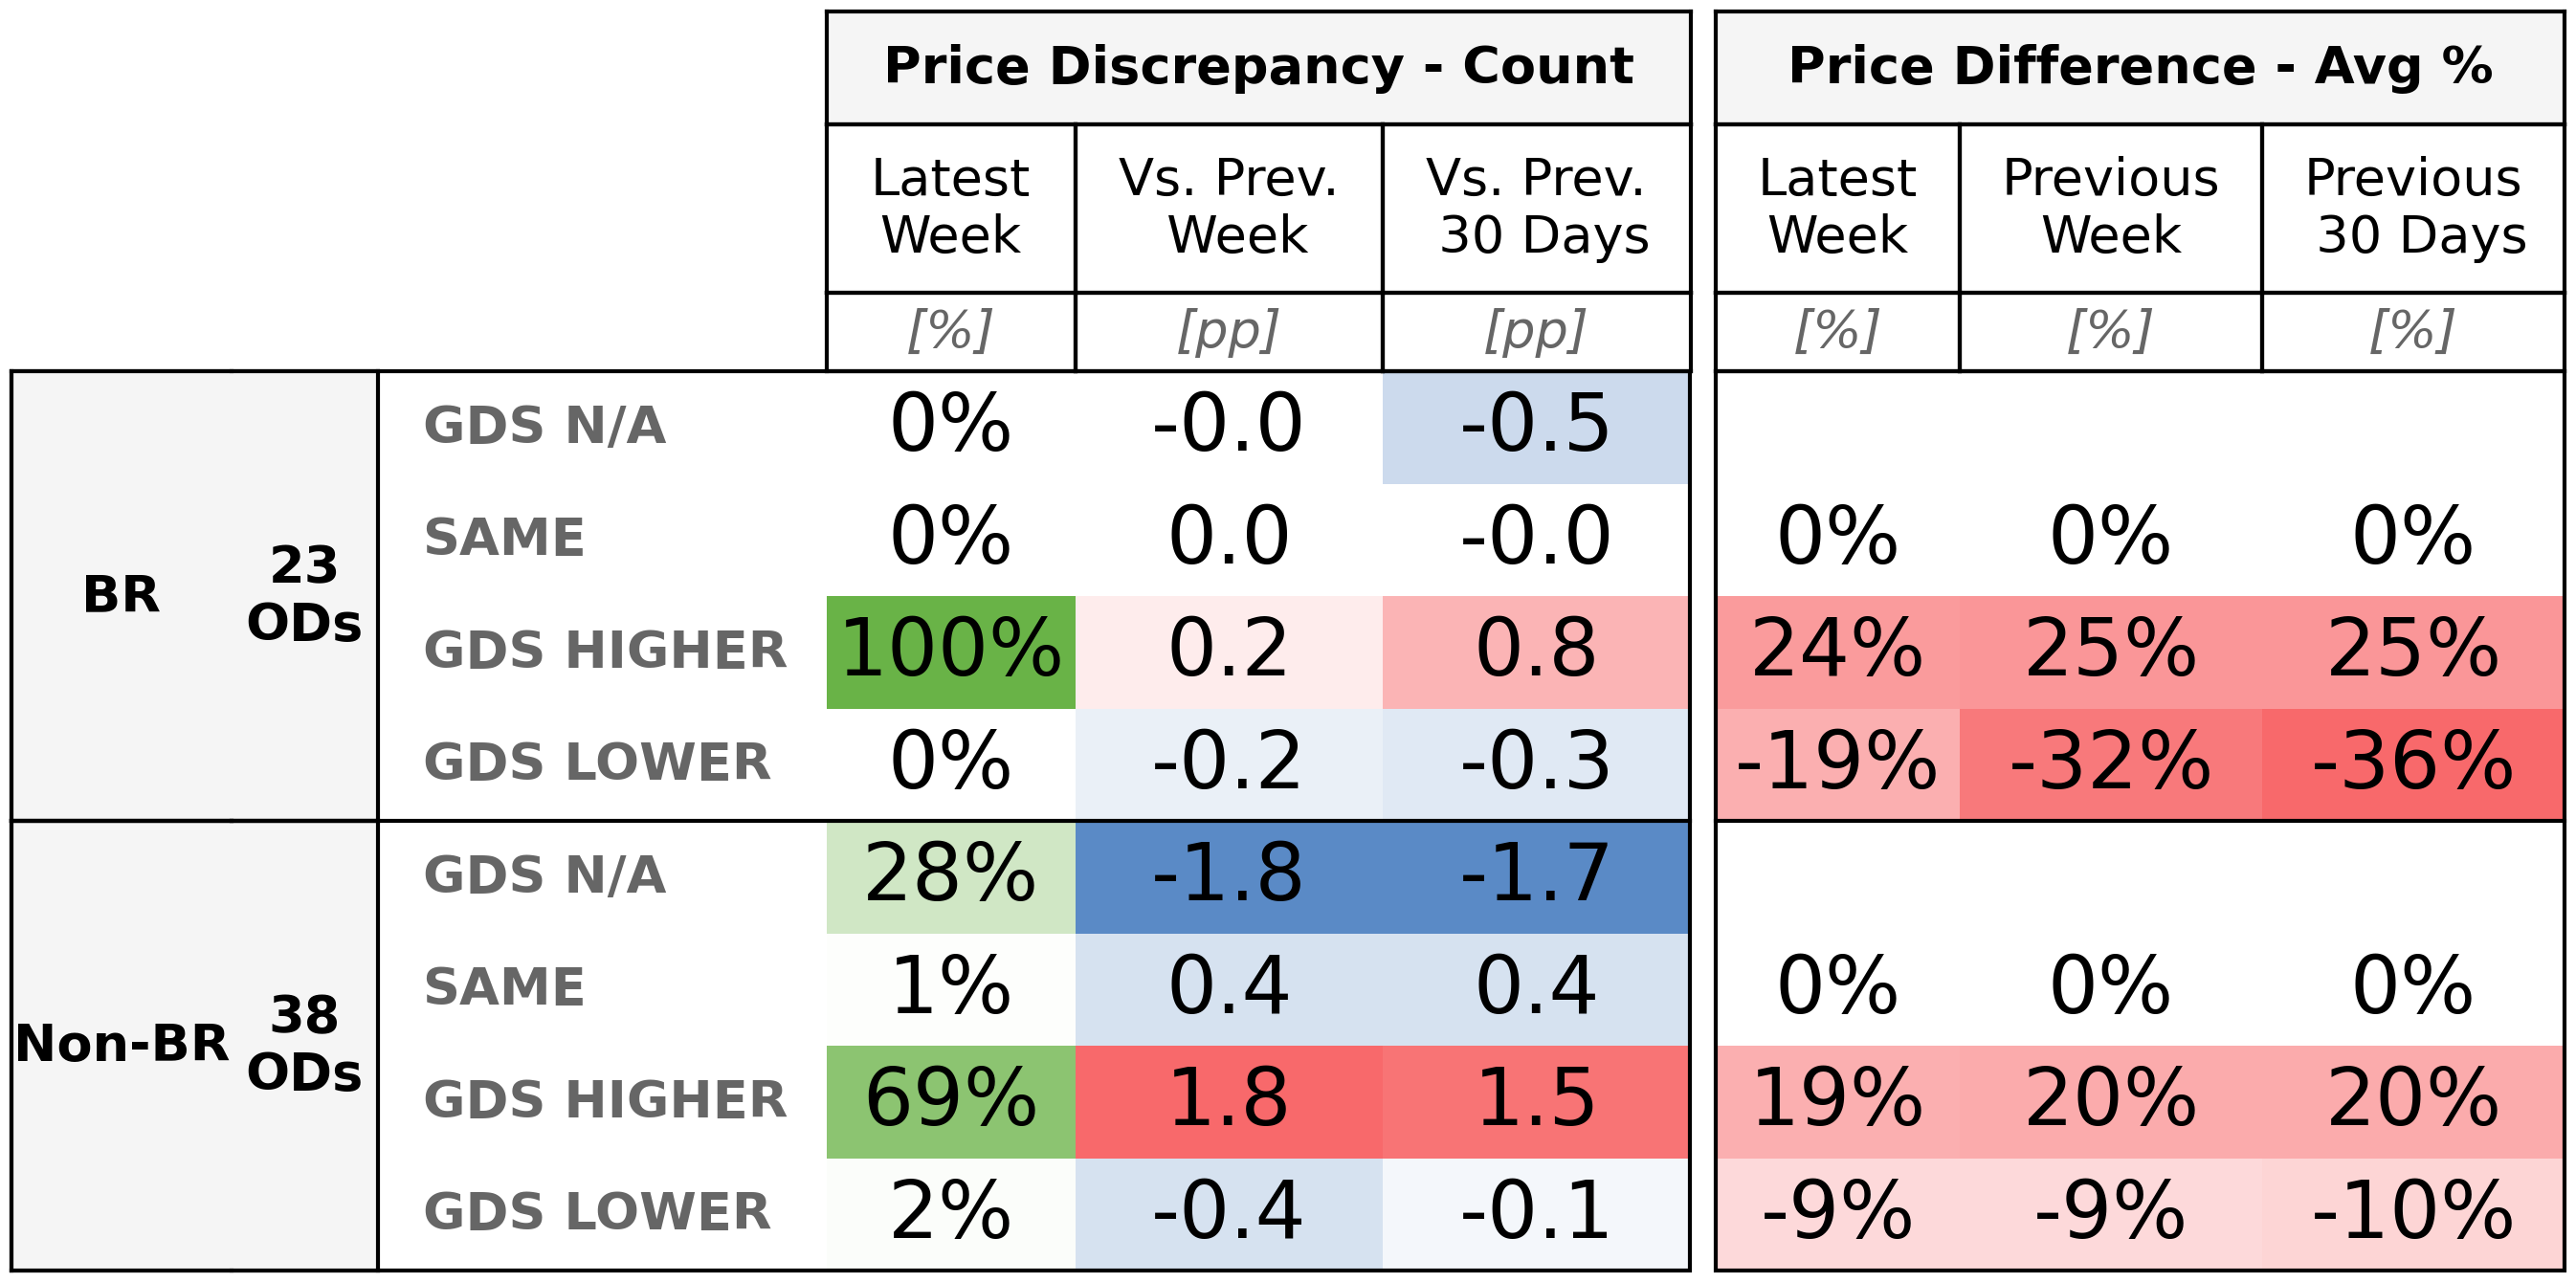 Price Discrepancy - Count
Price Difference - Avg %
Latest Week
Vs. Prev. Week
Vs. Prev. 30 Days
Latest Week
Previous Week
Previous 30 Days
[%] [pp] [pp] [%] [%] [%]
BR
23 ODs
GDS N/A 0% -0.0 -0.5
SAME 0% 0.0 -0.0 0% 0% 0%
GDS HIGHER 100% 0.2 0.8 24% 25% 25%
GDS LOWER 0% -0.2 -0.3 -19% -32% -36%
Non-BR
38 ODs
GDS N/A 28% -1.8 -1.7
SAME 1% 0.4 0.4 0% 0% 0%
GDS HIGHER 69% 1.8 1.5 19% 20% 20%
GDS LOWER 2% -0.4 -0.1 -9% -9% -10%